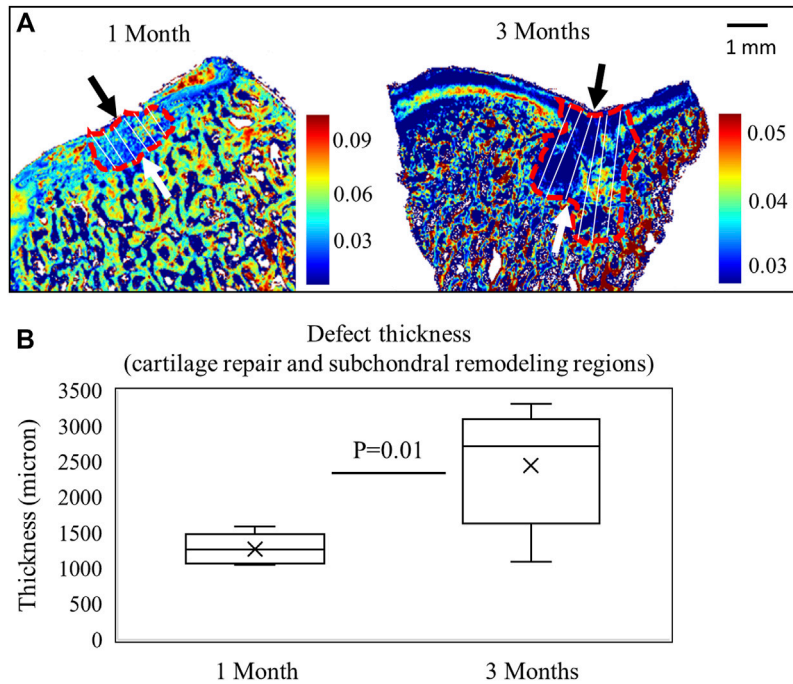 A
1 Month
3 Months
1 mm
0.09
0.06
0.03
0.05
0.04
0.03
B
Defect thickness
(cartilage repair and subchondral remodeling regions)
Thickness (micron)
3500
3000
2500
2000
1500
1000
500
0
P=0.01
1 Month
3 Months